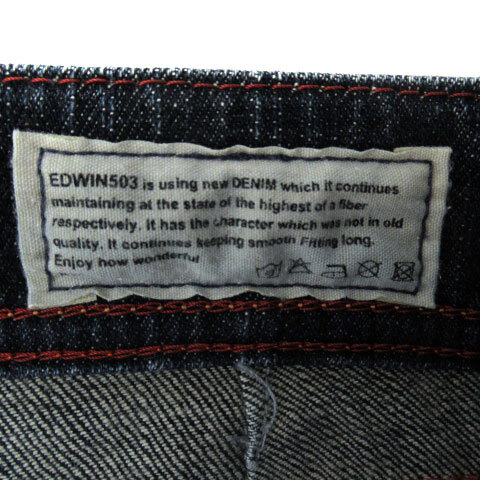 EDWIN503 is using new DENIM which it continues
maintaining at the state of the highest of a fiber
respectively. It has the character which was not in old
quality. It continues keeping smooth Fitting long.
Enjoy how wonderful